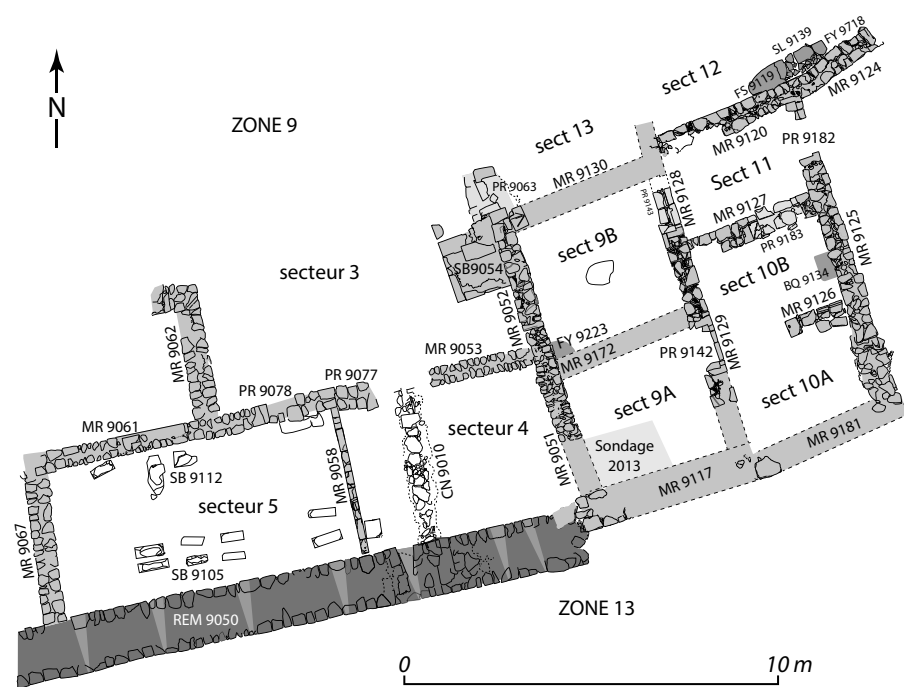 N
ZONE 9
sect 12
SL 9139
FY 9718
FS 9119
MR 9124
sect 13
MR 9120
PR 9182
MR 9130
Sect 11
PR 9063
PR 9143
MR 9128
MR 9127
PR 9183
MR 9125
sect 9B
secteur 3
SB9054
sect 10B
BQ 9134
MR 9126
MR 9052
MR 9062
MR 9053
FY 9223
MR 9172
PR 9142
MR 9129
PR 9077
PR 9078
sect 9A
sect 10A
MR 9061
secteur 4
MR 9181
Sondage
2013
MR 9051
MR 9058
CN 9010
SB 9112
MR 9117
secteur 5
MR 9067
SB 9105
REM 9050
ZONE 13
0
10 m